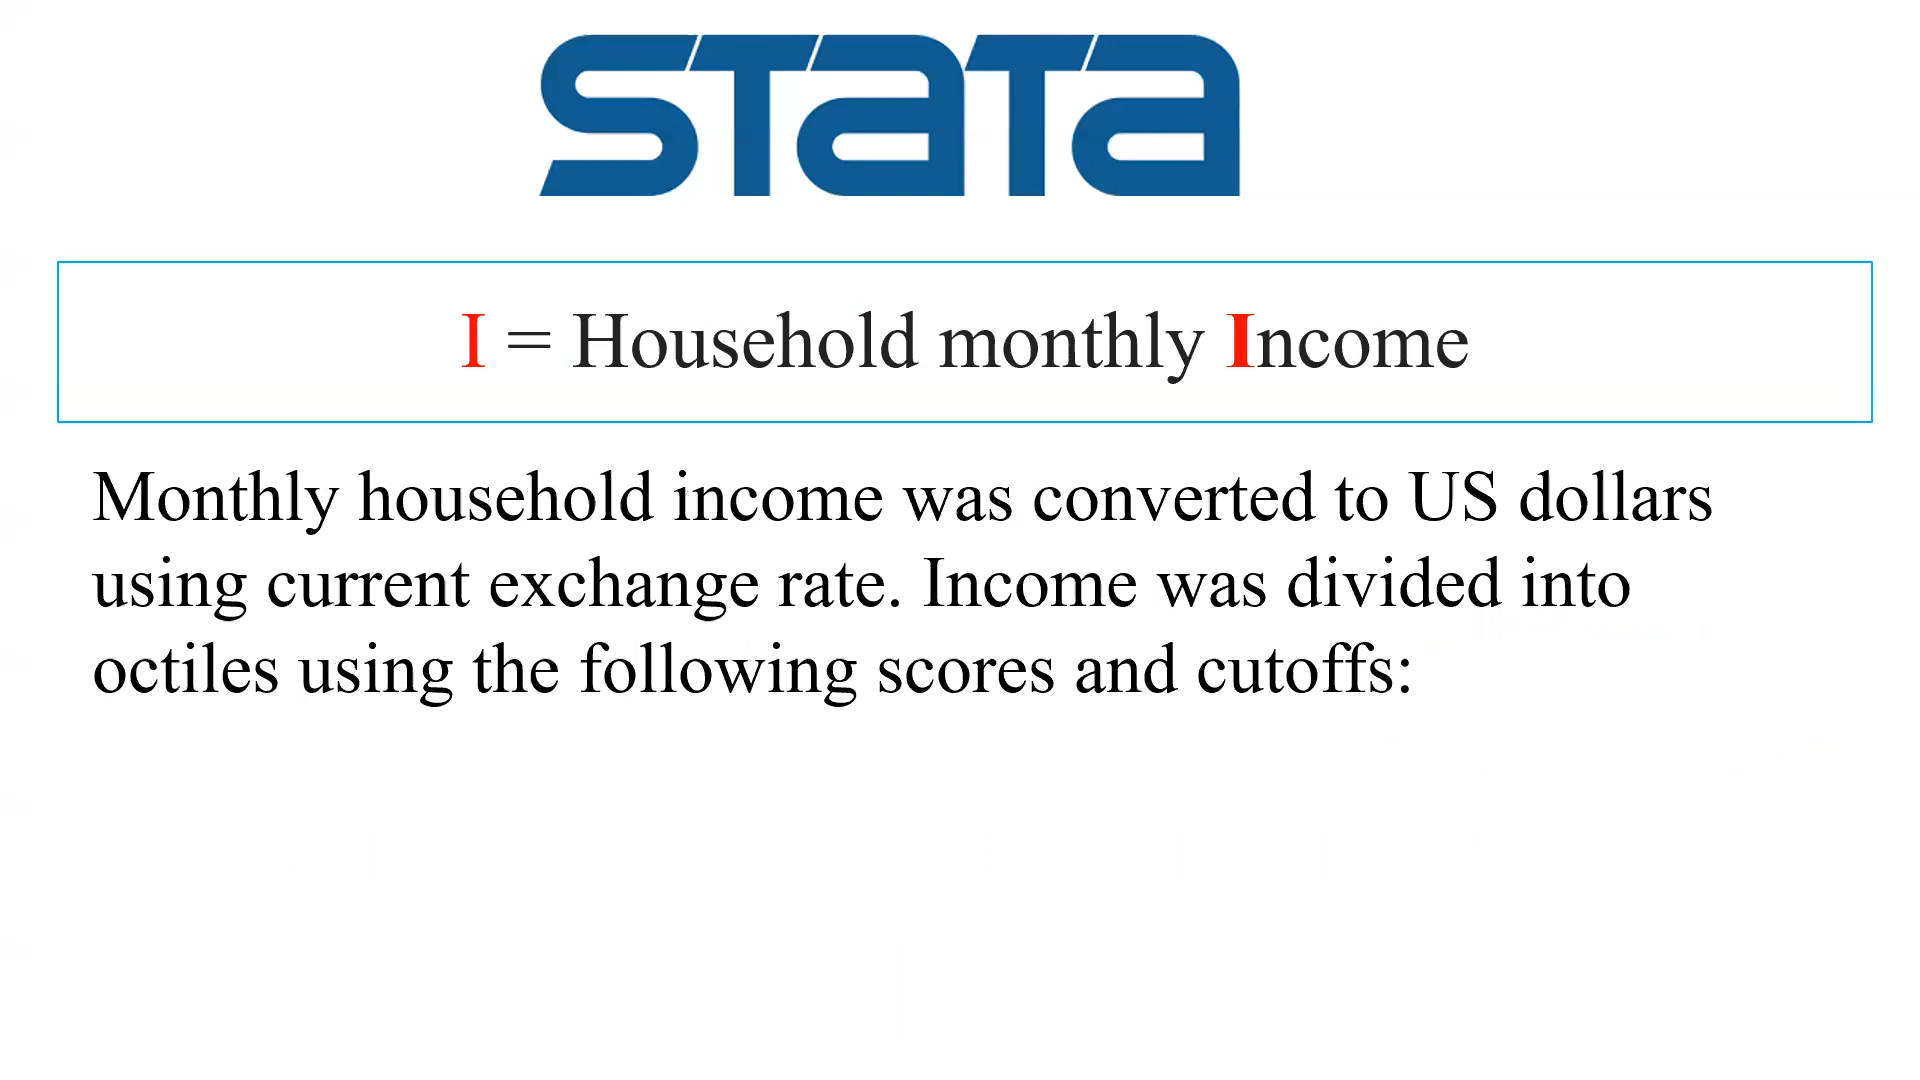 STATA
I = Household monthly Income
Monthly household income was converted to US dollars
using current exchange rate. Income was divided into
octiles using the following scores and cutoffs: